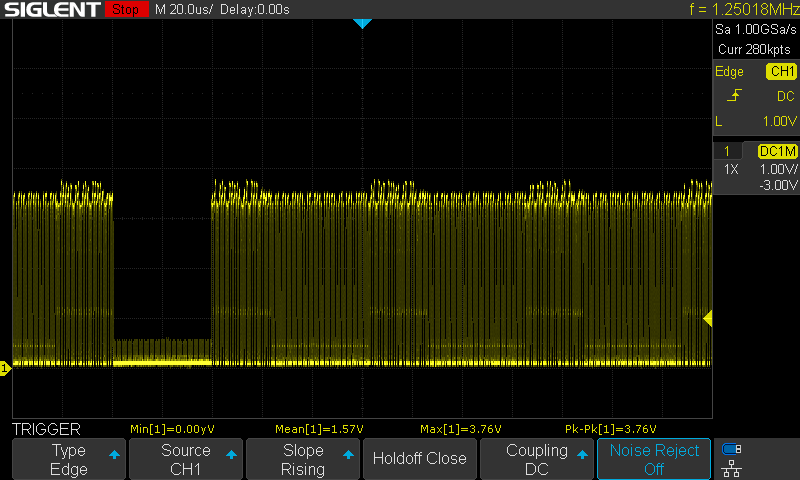 SIGLENT Stop M 20.0us/ Delay:0.00s f = 1.25018MHz
Sa 1.00GSa/s
Curr 280kpts
Edge CH1
DC
L 1.00V
1 DC1M
1X 1.00V/
-3.00V
1
TRIGGER Min[1]=0.00yV Mean[1]=1.57V Max[1]=3.76V Pk-Pk[1]=3.76V
Type Source Slope Holdoff Close Coupling Noise Reject
Edge CH1 Rising DC Off